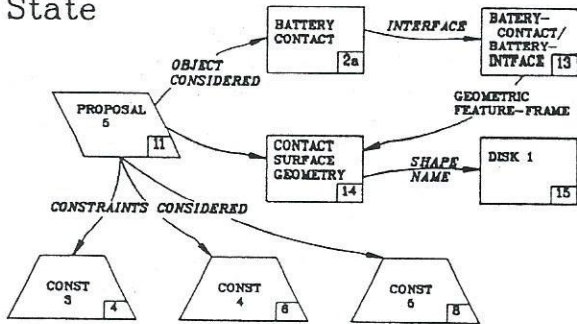 State
BATTERY
CONTACT
2a
INTERFACE
BATERY-
CONTACT/
BATTERY-
INTFACE
13
OBJECT
CONSIDERED
GEOMETRIC
FEATURE-FRAME
PROPOSAL
5
11
CONTACT
SURFACE
GEOMETRY
14
SHAPE
NAME
DISK 1
15
CONSTRAINTS CONSIDERED
CONST
3
4
CONST
4
6
CONST
5
8